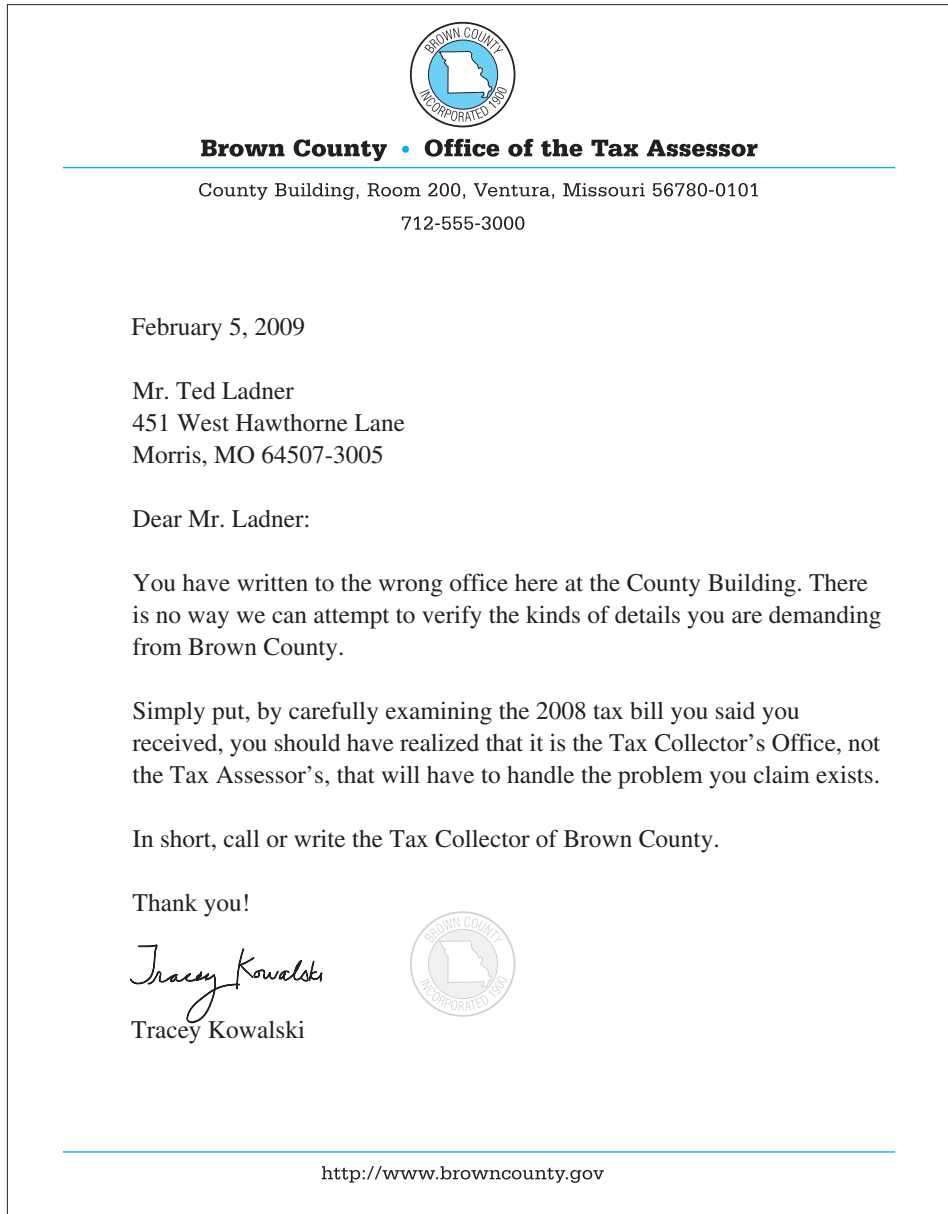 BROWN COUNTY
INCORPORATED 1900
Brown County • Office of the Tax Assessor
County Building, Room 200, Ventura, Missouri 56780-0101
712-555-3000
February 5, 2009
Mr. Ted Ladner
451 West Hawthorne Lane
Morris, MO 64507-3005
Dear Mr. Ladner:
You have written to the wrong office here at the County Building. There
is no way we can attempt to verify the kinds of details you are demanding
from Brown County.
Simply put, by carefully examining the 2008 tax bill you said you
received, you should have realized that it is the Tax Collector’s Office, not
the Tax Assessor’s, that will have to handle the problem you claim exists.
In short, call or write the Tax Collector of Brown County.
Thank you!
BROWN COUNTY
INCORPORATED 1900
Tracey Kowalski
Tracey Kowalski
http://www.browncounty.gov